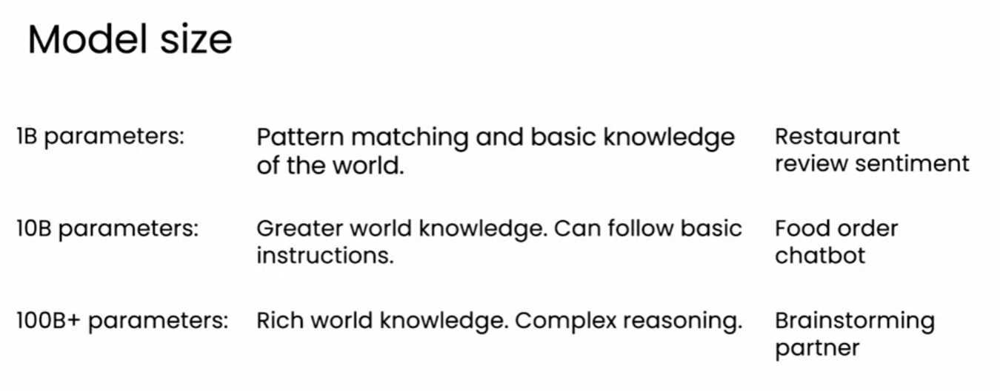 Model size
1B parameters:
Pattern matching and basic knowledge
of the world.
Restaurant
review sentiment
10B parameters:
Greater world knowledge. Can follow basic
instructions.
Food order
chatbot
100B+ parameters:
Rich world knowledge. Complex reasoning.
Brainstorming
partner